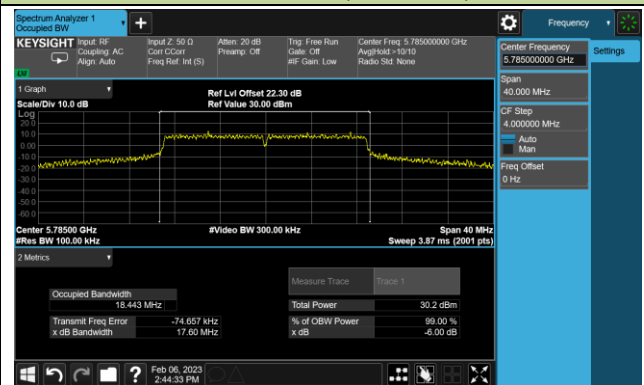 Spectrum Analyzer 1
Occupied BW
Frequency
KEYSIGHT
Input: RF
Coupling: AC
Align: Auto
Input Z: 50 Ω
Corr CCorr
Freq Ref: Int (S)
Atten: 20 dB
Preamp: Off
Trig: Free Run
Gate: Off
#IF Gain: Low
Center Freq: 5.785000000 GHz
Avg|Hold:>10/10
Radio Std: None
Center Frequency
5.785000000 GHz
Settings
Span
40.000 MHz
CF Step
4.000000 MHz
Auto
Man
Freq Offset
0 Hz
1 Graph
Scale/Div 10.0 dB
Ref Lvl Offset 22.30 dB
Ref Value 30.00 dBm
Log
20.0
10.0
0.00
-10.0
-20.0
-30.0
-40.0
-50.0
-60.0
Center 5.78500 GHz
#Video BW 300.00 kHz
Span 40 MHz
#Res BW 100.00 kHz
Sweep 3.87 ms (2001 pts)
2 Metrics
Measure Trace
Trace 1
Occupied Bandwidth
18.443 MHz
Total Power
30.2 dBm
Transmit Freq Error
-74.657 kHz
% of OBW Power
99.00 %
x dB Bandwidth
17.60 MHz
x dB
-6.00 dB
?
Feb 06, 2023
2:44:33 PM